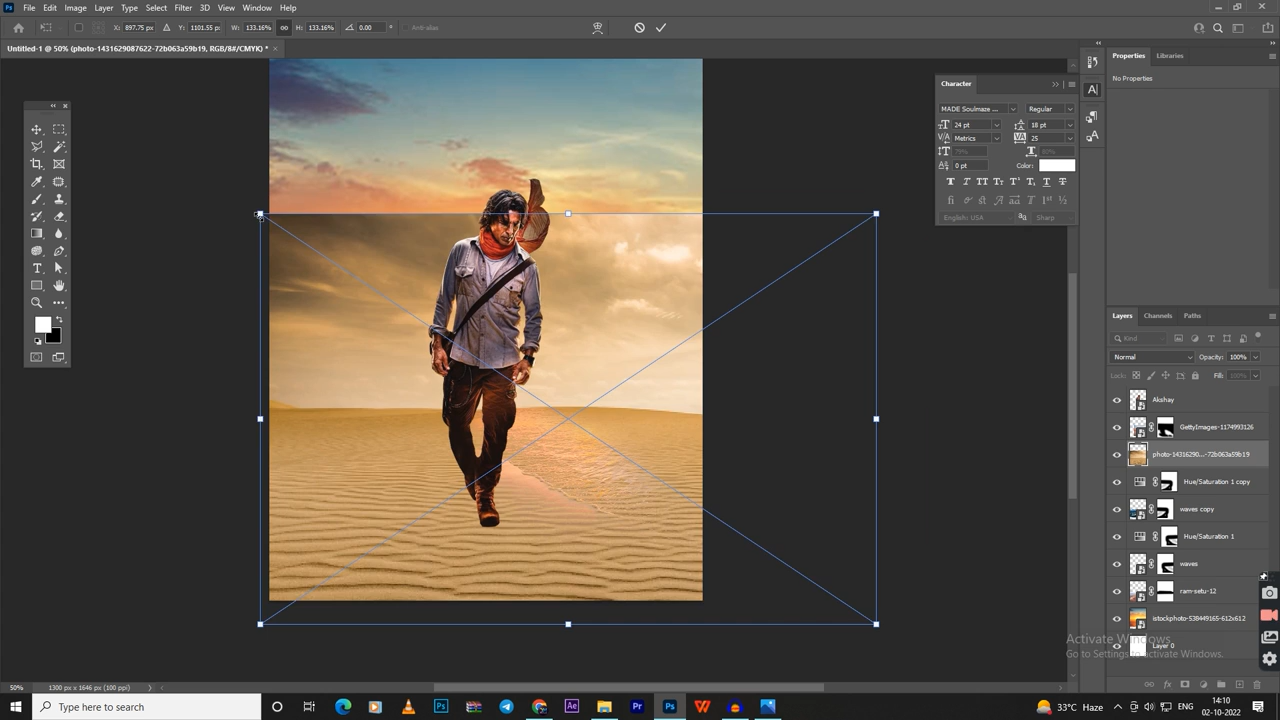 File Edit Image Layer Type Select Filter 3D View Window Help
X: 897.75 px Y: 1101.55 px W: 133.16% H: 133.16% 0.00 Anti-alias
Untitled-1 @ 50% (photo-1431629087622-72b063a59b19, RGB/8#/CMYK) * ×
Properties Libraries
No Properties
Character
MADE Soulmaze ... Regular
24 pt 18 pt
Metrics 25
79% 80%
0 pt Color:
English: USA Sharp
Layers Channels Paths
Kind
Normal Opacity: 100%
Lock: Fill: 100%
Akshay
GettyImages-1174993126
photo-14316290...-72b063a59b19
Hue/Saturation 1 copy
waves copy
Hue/Saturation 1
waves
ram-setu-12
istockphoto-538449165-612x612
Layer 0
Activate Windows
Go to Settings to activate Windows.
50% 1300 px x 1646 px (100 ppi)
Type here to search
33°C Haze
14:10
02-10-2022